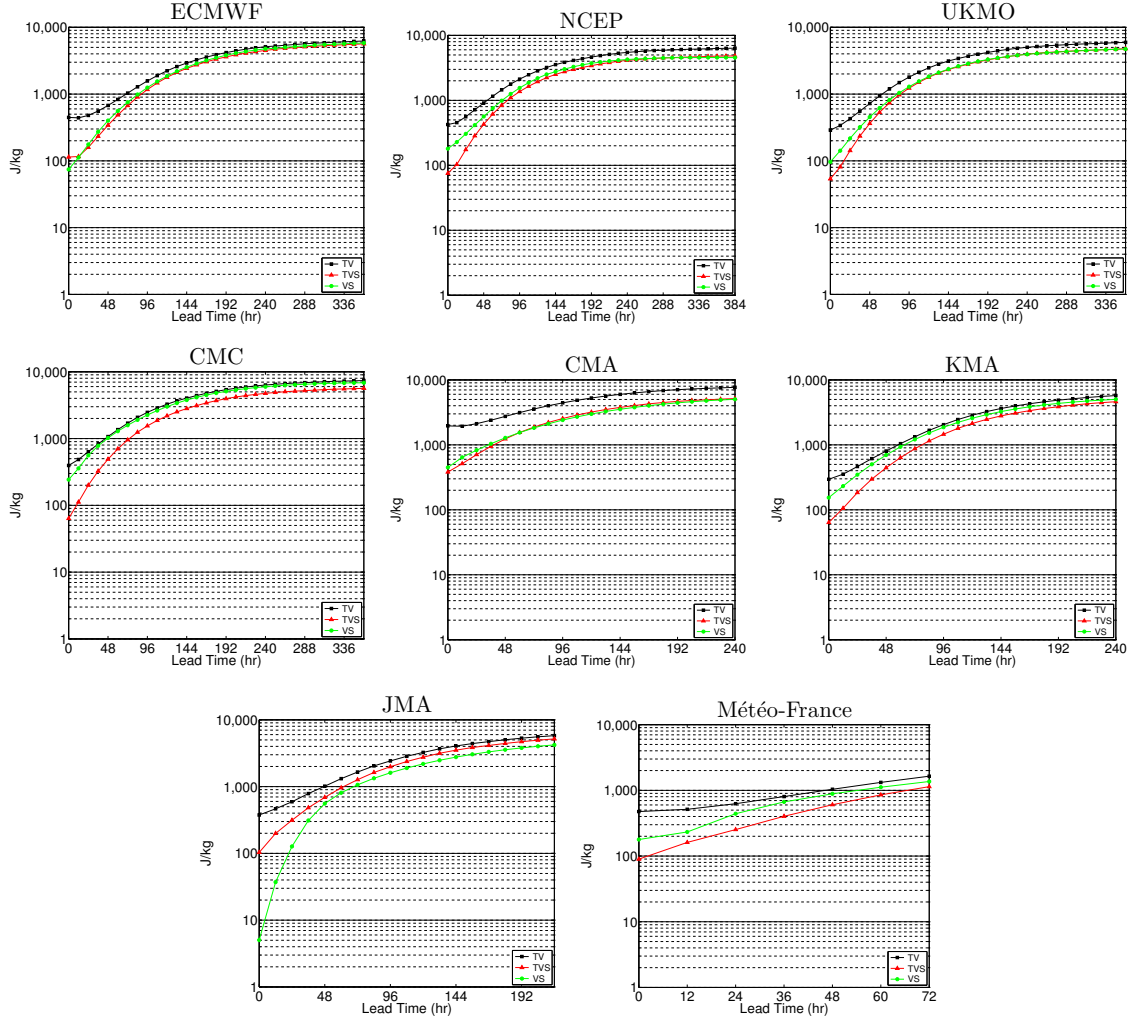 ECMWF
10,000
1,000
100
10
1
J/kg
0 48 96 144 192 240 288 336
Lead Time (hr)
TV
TVS
VS
NCEP
10,000
1,000
100
10
1
J/kg
0 48 96 144 192 240 288 336 384
Lead Time (hr)
TV
TVS
VS
UKMO
10,000
1,000
100
10
1
J/kg
0 48 96 144 192 240 288 336
Lead Time (hr)
TV
TVS
VS
CMC
10,000
1,000
100
10
1
J/kg
0 48 96 144 192 240 288 336
Lead Time (hr)
TV
TVS
VS
CMA
10,000
1,000
100
10
1
J/kg
0 48 96 144 192 240
Lead Time (hr)
TV
TVS
VS
KMA
10,000
1,000
100
10
1
J/kg
0 48 96 144 192 240
Lead Time (hr)
TV
TVS
VS
JMA
10,000
1,000
100
10
1
J/kg
0 48 96 144 192
Lead Time (hr)
TV
TVS
VS
Météo-France
10,000
1,000
100
10
1
J/kg
0 12 24 36 48 60 72
Lead Time (hr)
TV
TVS
VS